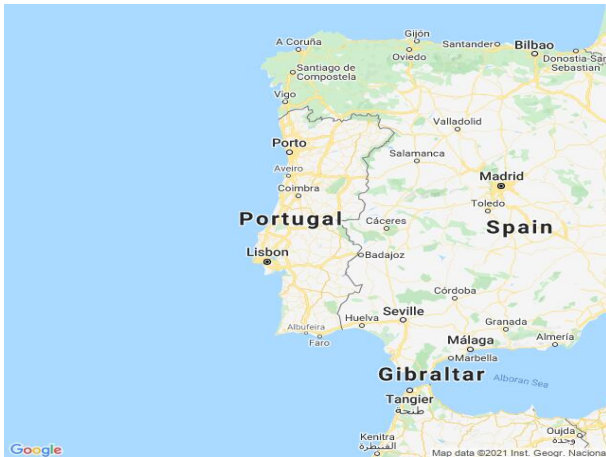 A Coruña
Gijón
Santander
Bilbao
Oviedo
Donostia-San
Sebastian
Santiago de
Compostela
Vigo
Valladolid
Porto
Salamanca
Aveiro
Madrid
Coimbra
Toledo
Portugal
Cáceres
Spain
Lisbon
Badajoz
Córdoba
Huelva
Seville
Granada
Albufeira
Faro
Málaga
Almería
Marbella
Gibraltar
Alboran Sea
Tangier
طنجة
Kenitra
القنيطرة
Oujda
وجدة
Google
Map data ©2021 Inst. Geogr. Naciona